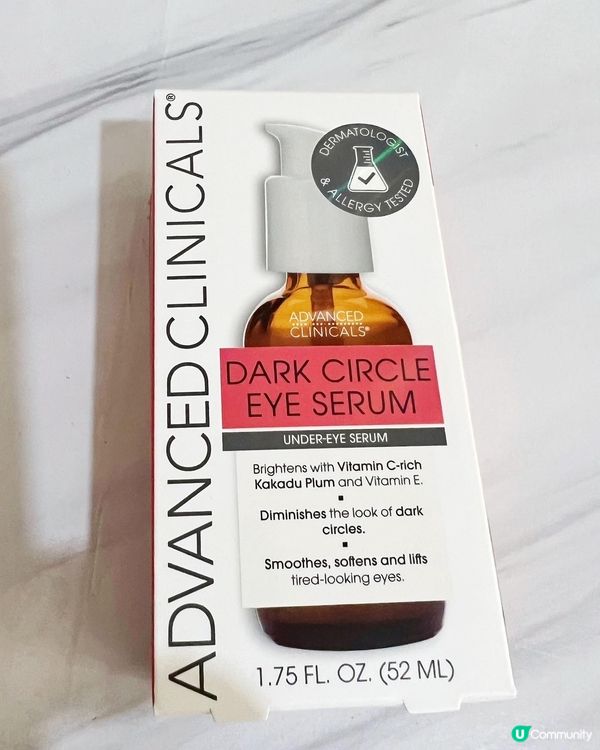 ADVANCED CLINICALS®
DERMATOLOGIST
& ALLERGY TESTED
ADVANCED
CLINICALS®
DARK CIRCLE
EYE SERUM
UNDER-EYE SERUM
Brightens with Vitamin C-rich
Kakadu Plum and Vitamin E.
Diminishes the look of dark
circles.
Smoothes, softens and lifts
tired-looking eyes.
1.75 FL. OZ. (52 ML)
U Community